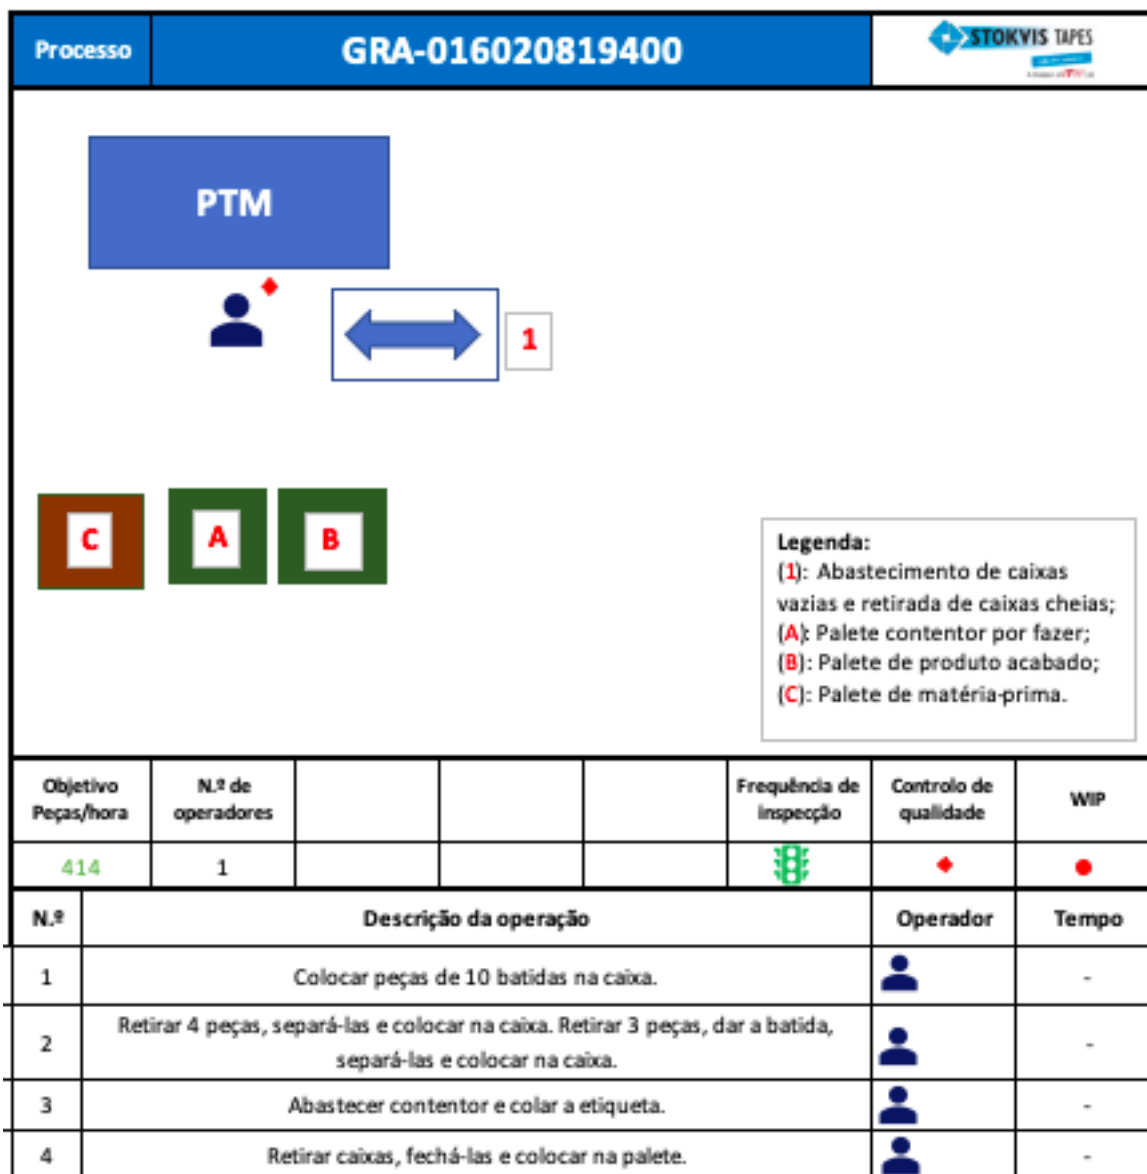 Processo
GRA-016020819400
STOKVIS TAPES
PTM
1
C
A
B
Legenda:
(1): Abastecimento de caixas
vazias e retirada de caixas cheias;
(A): Palete contentor por fazer;
(B): Palete de produto acabado;
(C): Palete de matéria-prima.
Objetivo
Peças/hora
N.º de
operadores
Frequência de
inspecção
Controlo de
qualidade
WIP
414
1
N.º
Descrição da operação
Operador
Tempo
1
Colocar peças de 10 batidas na caixa.
-
2
Retirar 4 peças, separá-las e colocar na caixa. Retirar 3 peças, dar a batida,
separá-las e colocar na caixa.
-
3
Abastecer contentor e colar a etiqueta.
-
4
Retirar caixas, fechá-las e colocar na palete.
-